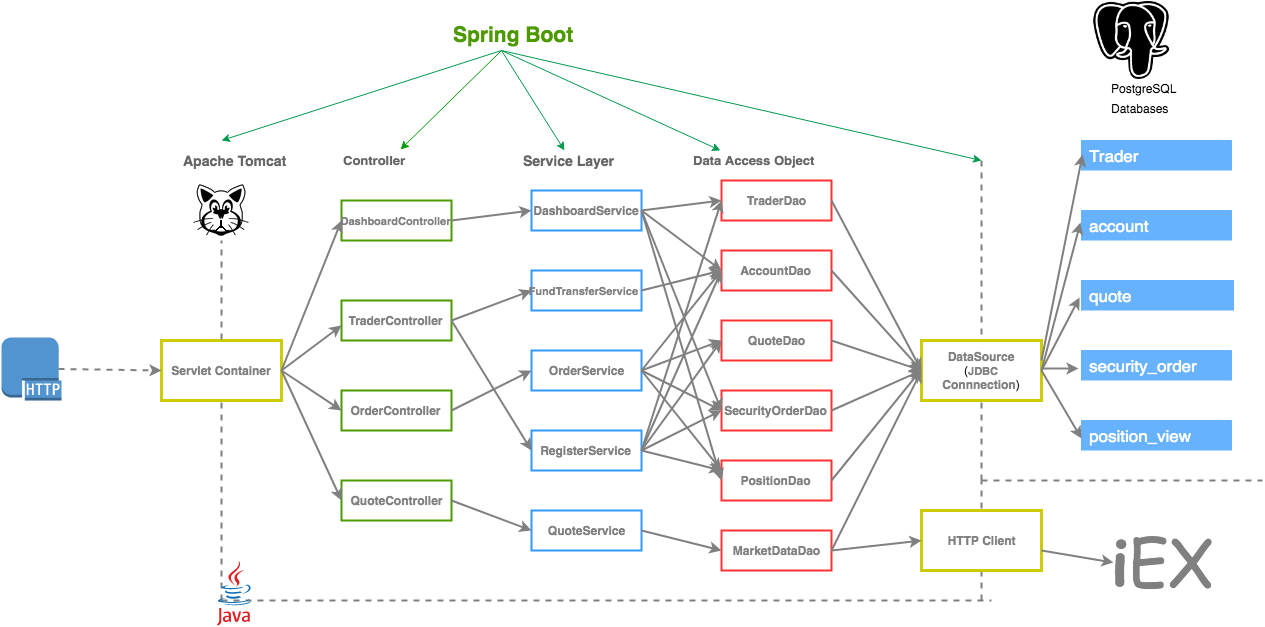 Spring Boot
PostgreSQL
Databases
Apache Tomcat
Controller
Service Layer
Data Access Object
Trader
DashboardController
DashboardService
TraderDao
account
FundTransferService
AccountDao
quote
TraderController
QuoteDao
HTTP
Servlet Container
OrderService
DataSource
(JDBC
Connnection)
security_order
OrderController
SecurityOrderDao
RegisterService
position_view
QuoteController
PositionDao
QuoteService
MarketDataDao
HTTP Client
iEX
Java